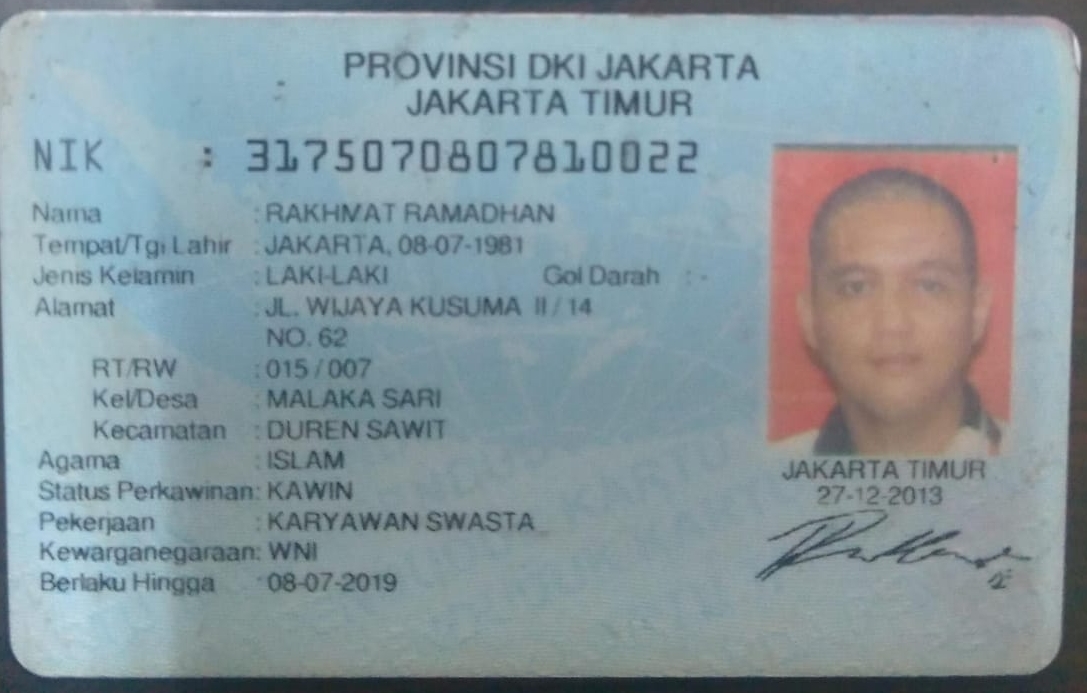 PROVINSI DKI JAKARTA
JAKARTA TIMUR
NIK : 3175070807810022
Nama : RAKHMAT RAMADHAN
Tempat/Tgl Lahir : JAKARTA, 08-07-1981
Jenis Kelamin : LAKI-LAKI Gol Darah : -
Alamat : JL. WIJAYA KUSUMA II / 14
NO. 62
RT/RW : 015 / 007
Kel/Desa : MALAKA SARI
Kecamatan : DUREN SAWIT
Agama : ISLAM
Status Perkawinan: KAWIN
Pekerjaan : KARYAWAN SWASTA
Kewarganegaraan: WNI
Berlaku Hingga : 08-07-2019
JAKARTA TIMUR
27-12-2013